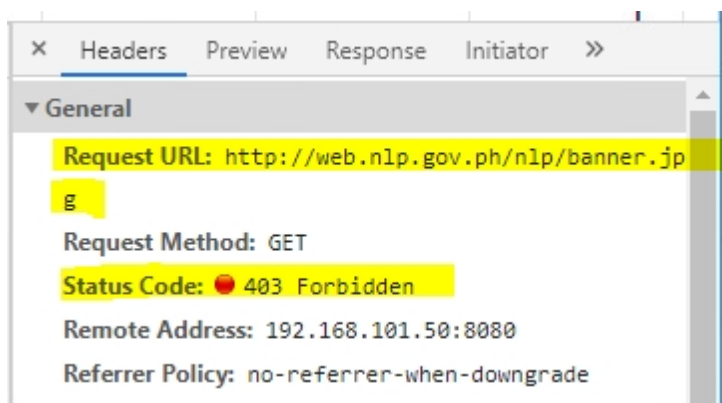 × Headers Preview Response Initiator »
▼ General
Request URL: http://web.nlp.gov.ph/nlp/banner.jp
g
Request Method: GET
Status Code: 403 Forbidden
Remote Address: 192.168.101.50:8080
Referrer Policy: no-referrer-when-downgrade